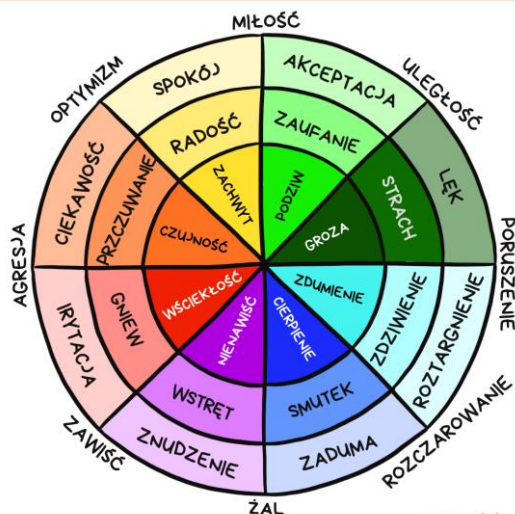 MIŁOŚĆ
OPTYMIZM
ULEGŁOŚĆ
SPOKÓJ
AKCEPTACJA
RADOŚĆ
ZAUFANIE
CIEKAWOŚĆ
PRZCZUWANIE
ZACHWYT
PODZIW
STRACH
LĘK
CZUJNOŚĆ
GROZA
AGRESJA
PORUSZENIE
IRYTACJA
GNIEW
WŚCIEKŁOŚĆ
NIENAWIŚĆ
CIERPIENIE
ZDUMIENIE
ZDZIWIENIE
ROZTARGNIENIE
WSTRĘT
SMUTEK
ZAWIŚĆ
ZNUDZENIE
ZADUMA
ROZCZAROWANIE
ŻAL